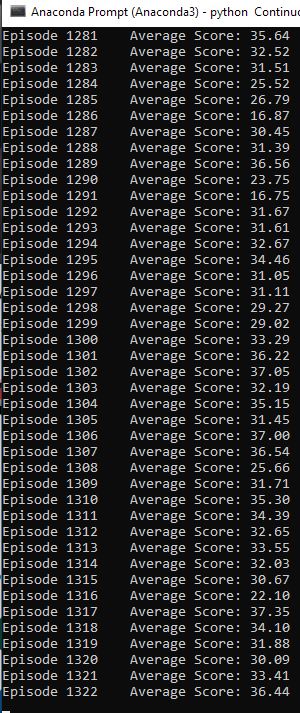 Anaconda Prompt (Anaconda3) - python Continuo
Episode 1281 Average Score: 35.64
Episode 1282 Average Score: 32.52
Episode 1283 Average Score: 31.51
Episode 1284 Average Score: 25.52
Episode 1285 Average Score: 26.79
Episode 1286 Average Score: 16.87
Episode 1287 Average Score: 30.45
Episode 1288 Average Score: 31.39
Episode 1289 Average Score: 36.56
Episode 1290 Average Score: 23.75
Episode 1291 Average Score: 16.75
Episode 1292 Average Score: 31.67
Episode 1293 Average Score: 31.61
Episode 1294 Average Score: 32.67
Episode 1295 Average Score: 34.46
Episode 1296 Average Score: 31.05
Episode 1297 Average Score: 31.11
Episode 1298 Average Score: 29.27
Episode 1299 Average Score: 29.02
Episode 1300 Average Score: 33.29
Episode 1301 Average Score: 36.22
Episode 1302 Average Score: 37.05
Episode 1303 Average Score: 32.19
Episode 1304 Average Score: 35.15
Episode 1305 Average Score: 31.45
Episode 1306 Average Score: 37.00
Episode 1307 Average Score: 36.54
Episode 1308 Average Score: 25.66
Episode 1309 Average Score: 31.71
Episode 1310 Average Score: 35.30
Episode 1311 Average Score: 34.39
Episode 1312 Average Score: 32.65
Episode 1313 Average Score: 33.55
Episode 1314 Average Score: 32.03
Episode 1315 Average Score: 30.67
Episode 1316 Average Score: 22.10
Episode 1317 Average Score: 37.35
Episode 1318 Average Score: 34.10
Episode 1319 Average Score: 31.88
Episode 1320 Average Score: 30.09
Episode 1321 Average Score: 33.41
Episode 1322 Average Score: 36.44